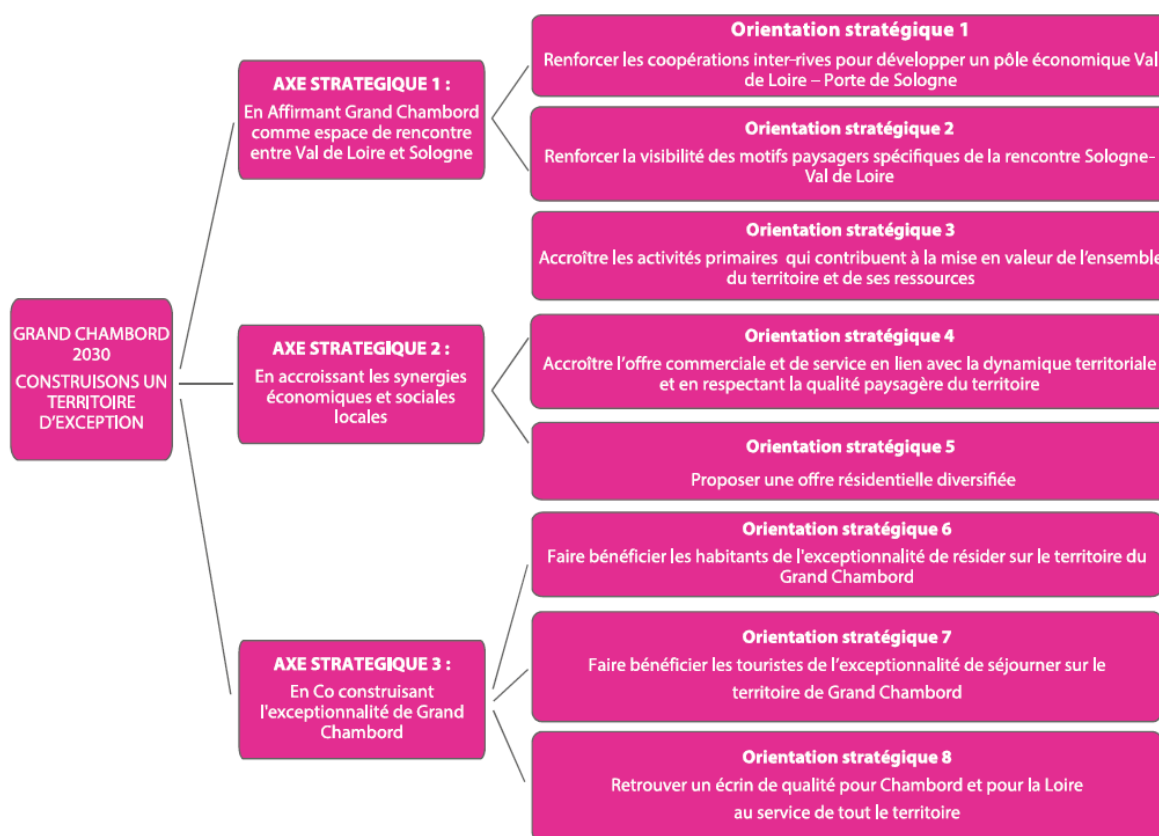 GRAND CHAMBORD
2030
CONSTRUISONS UN
TERRITOIRE
D'EXCEPTION
AXE STRATEGIQUE 1 :
En Affirmant Grand Chambord
comme espace de rencontre
entre Val de Loire et Sologne
Orientation stratégique 1
Renforcer les coopérations inter-rives pour développer un pôle économique Val
de Loire – Porte de Sologne
Orientation stratégique 2
Renforcer la visibilité des motifs paysagers spécifiques de la rencontre Sologne-
Val de Loire
Orientation stratégique 3
Accroître les activités primaires qui contribuent à la mise en valeur de l'ensemble
du territoire et de ses ressources
AXE STRATEGIQUE 2 :
En accroissant les synergies
économiques et sociales
locales
Orientation stratégique 4
Accroître l'offre commerciale et de service en lien avec la dynamique territoriale
et en respectant la qualité paysagère du territoire
Orientation stratégique 5
Proposer une offre résidentielle diversifiée
AXE STRATEGIQUE 3 :
En Co construisant
l'exceptionnalité de Grand
Chambord
Orientation stratégique 6
Faire bénéficier les habitants de l'exceptionnalité de résider sur le territoire du
Grand Chambord
Orientation stratégique 7
Faire bénéficier les touristes de l'exceptionnalité de séjourner sur le
territoire de Grand Chambord
Orientation stratégique 8
Retrouver un écrin de qualité pour Chambord et pour la Loire
au service de tout le territoire